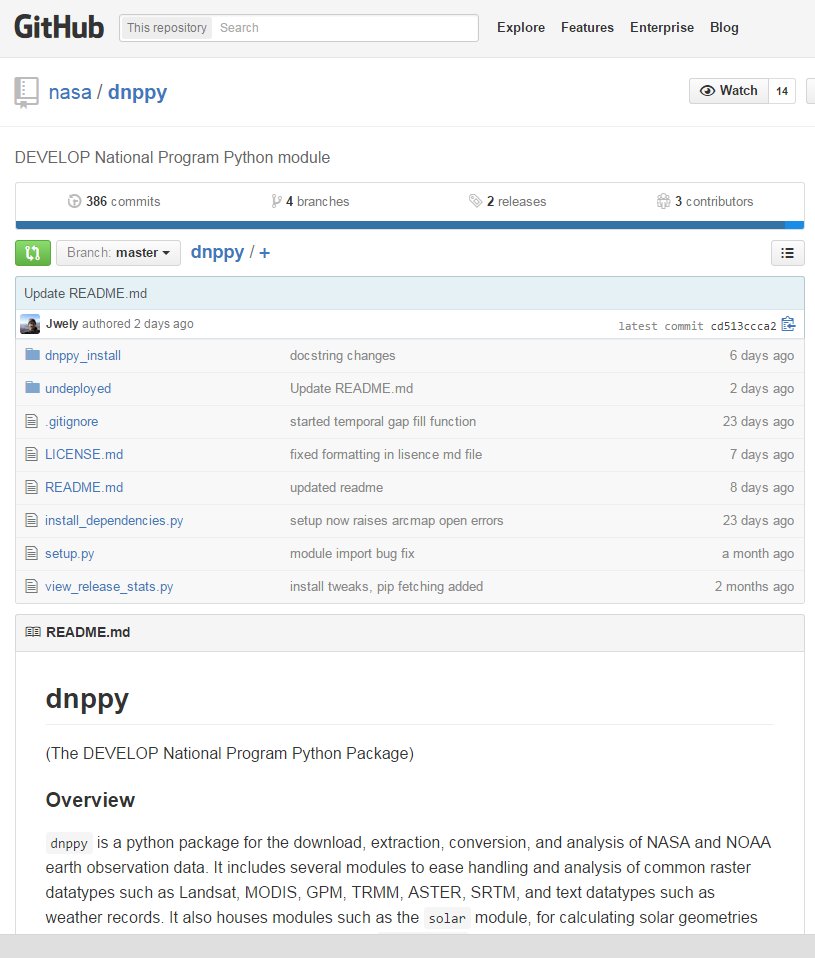 GitHub This repository Search Explore Features Enterprise Blog
nasa / dnppy Watch 14
DEVELOP National Program Python module
386 commits 4 branches 2 releases 3 contributors
Branch: master dnppy / +
Update README.md
Jwely authored 2 days ago latest commit cd513ccca2
dnppy_install docstring changes 6 days ago
undeployed Update README.md 2 days ago
.gitignore started temporal gap fill function 23 days ago
LICENSE.md fixed formatting in lisence md file 7 days ago
README.md updated readme 8 days ago
install_dependencies.py setup now raises arcmap open errors 23 days ago
setup.py module import bug fix a month ago
view_release_stats.py install tweaks, pip fetching added 2 months ago
README.md
dnppy
(The DEVELOP National Program Python Package)
Overview
dnppy is a python package for the download, extraction, conversion, and analysis of NASA and NOAA
earth observation data. It includes several modules to ease handling and analysis of common raster
datatypes such as Landsat, MODIS, GPM, TRMM, ASTER, SRTM, and text datatypes such as
weather records. It also houses modules such as the solar module, for calculating solar geometries